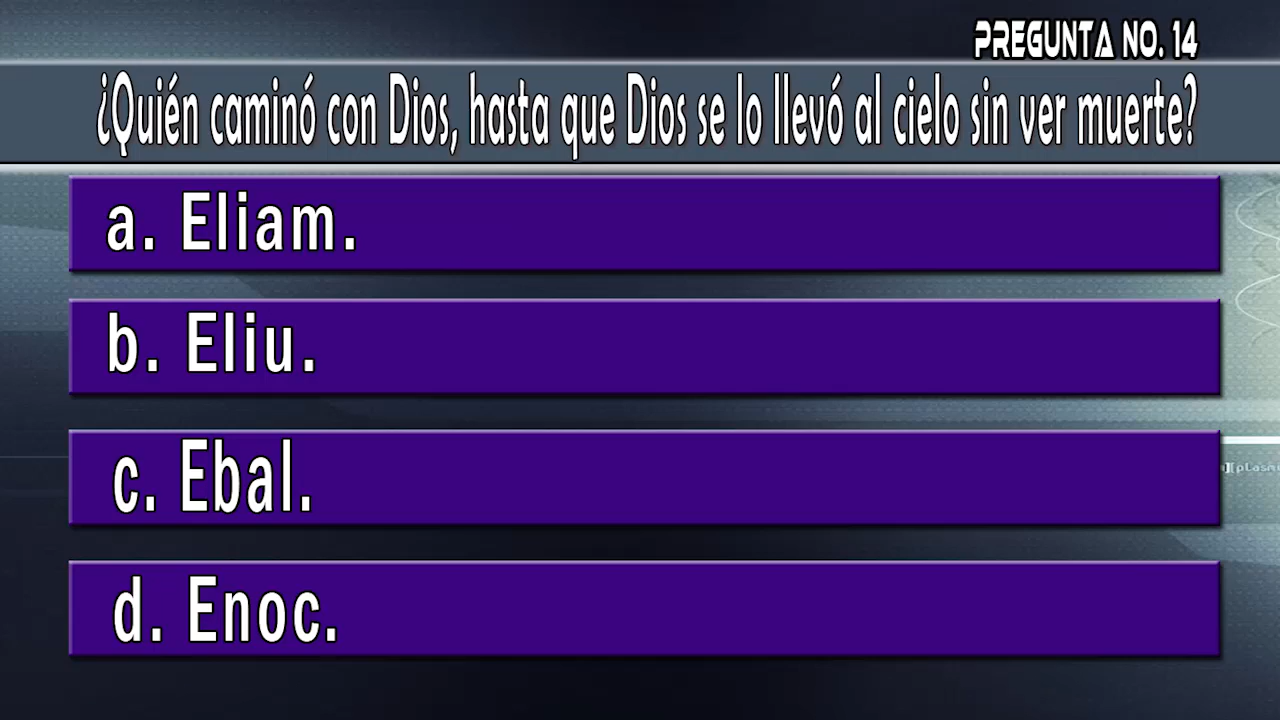 PREGUNTA NO. 14
¿Quién caminó con Dios, hasta que Dios se lo llevó al cielo sin ver muerte?
a. Eliam.
b. Eliu.
c. Ebal.
d. Enoc.